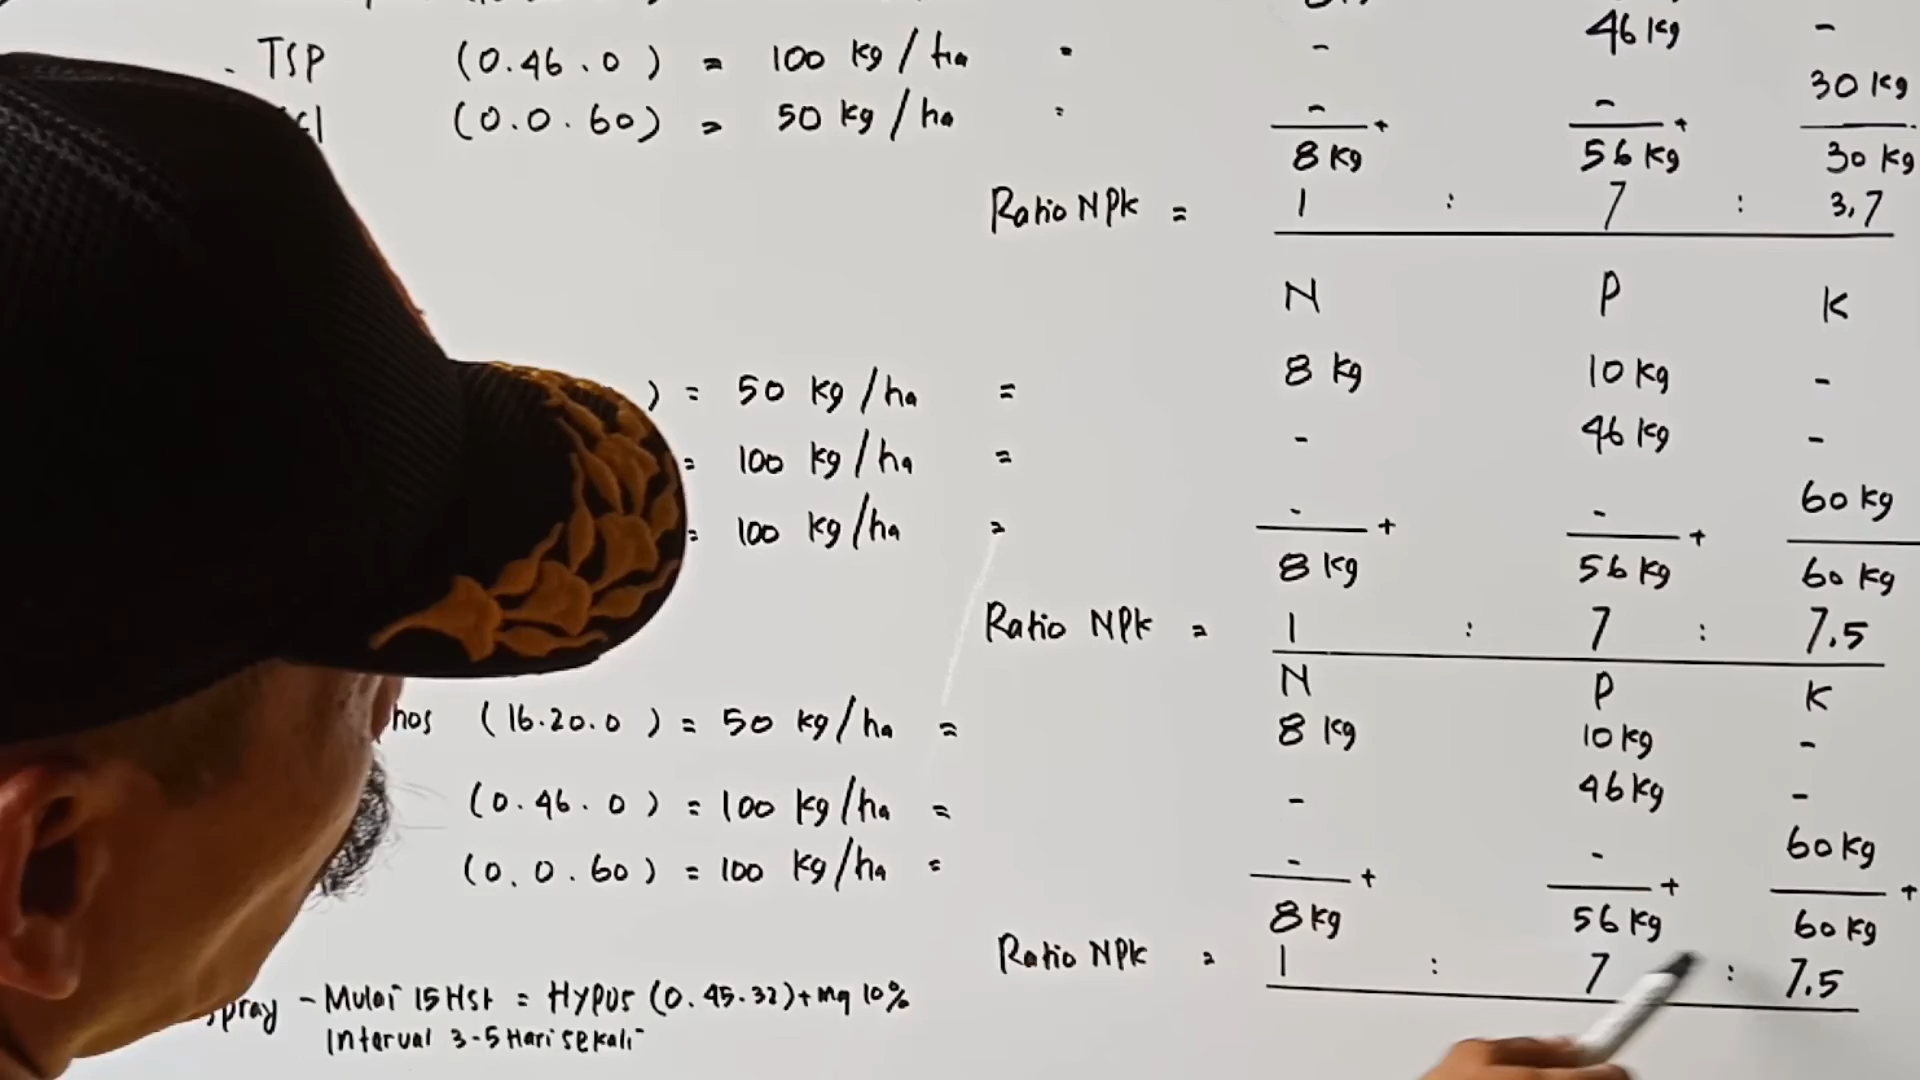 - TSP (0.46.0) = 100 kg/ha = - 46 kg -
(0.0.60) = 50 kg/ha = - - 30 kg
+ + 
8 kg 56 kg 30 kg
Ratio NPK = 1 : 7 : 3,7
N P K
) = 50 kg/ha = 8 kg 10 kg -
= 100 kg/ha = - 46 kg -
= 100 kg/ha = - - 60 kg
+ +
8 kg 56 kg 60 kg
Ratio NPK = 1 : 7 : 7.5
N P K
hos (16.20.0) = 50 kg/ha = 8 kg 10 kg -
(0.46.0) = 100 kg/ha = - 46 kg -
(0.0.60) = 100 kg/ha = - - 60 kg
+ + +
8 kg 56 kg 60 kg
Ratio NPK = 1 : 7 : 7.5
spray - Mulai 15 Hst = Hypos (0.45.32) + mg 10%
Interval 3-5 Hari sekali